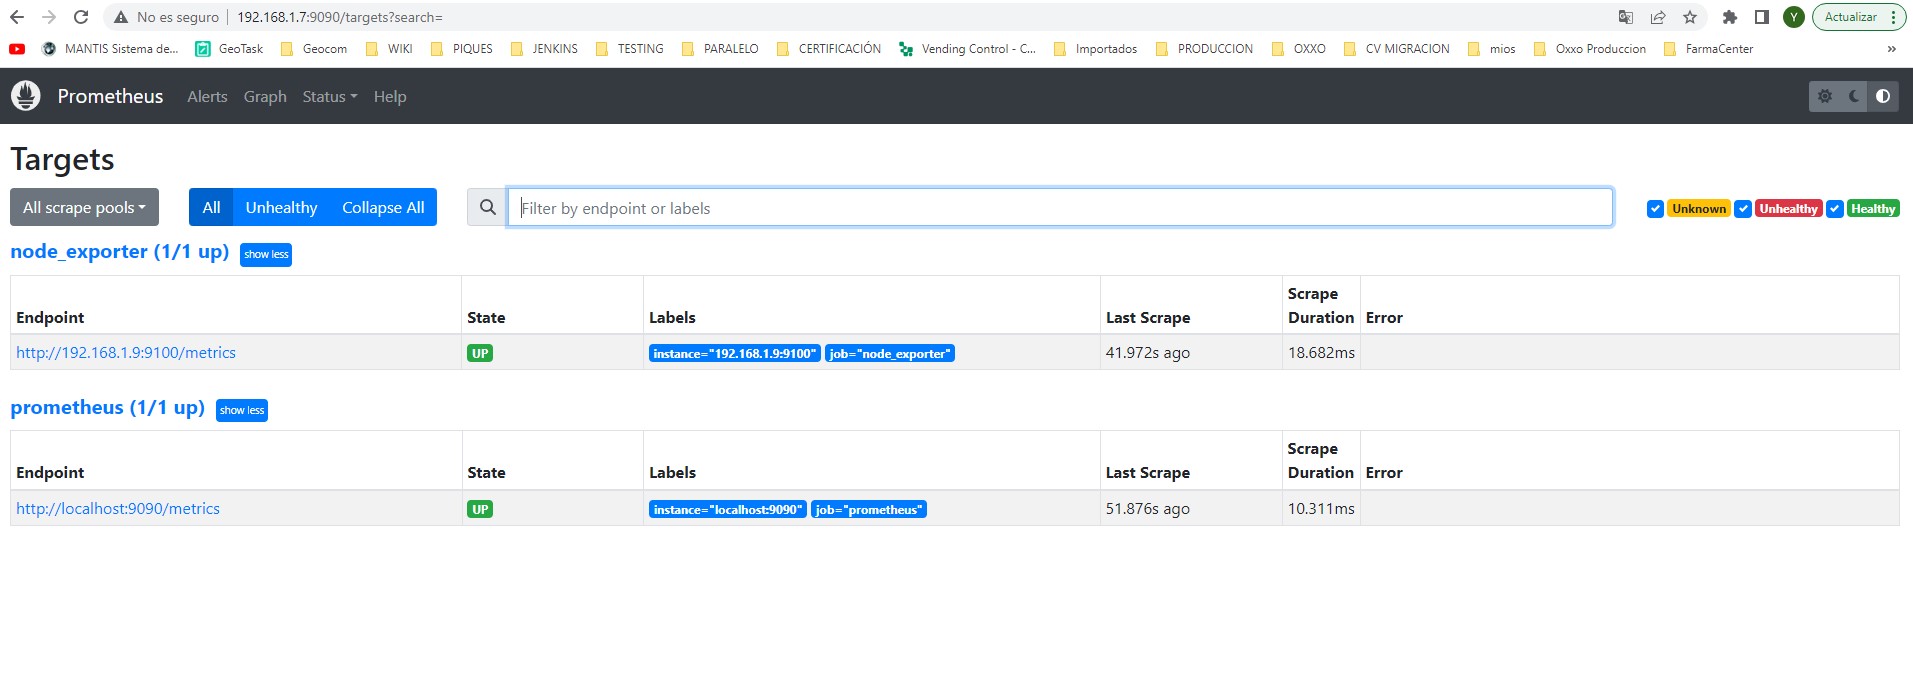 No es seguro | 192.168.1.7:9090/targets?search=
Actualizar
Y
MANTIS Sistema de... GeoTask Geocom WIKI PIQUES JENKINS TESTING PARALELO CERTIFICACIÓN Vending Control - C... Importados PRODUCCION OXXO CV MIGRACION mios Oxxo Produccion FarmaCenter »
Prometheus Alerts Graph Status Help
Targets
All scrape pools All Unhealthy Collapse All Filter by endpoint or labels Unknown Unhealthy Healthy
node_exporter (1/1 up) show less
Endpoint State Labels Last Scrape Scrape Duration Error
http://192.168.1.9:9100/metrics UP instance="192.168.1.9:9100" job="node_exporter" 41.972s ago 18.682ms
prometheus (1/1 up) show less
Endpoint State Labels Last Scrape Scrape Duration Error
http://localhost:9090/metrics UP instance="localhost:9090" job="prometheus" 51.876s ago 10.311ms